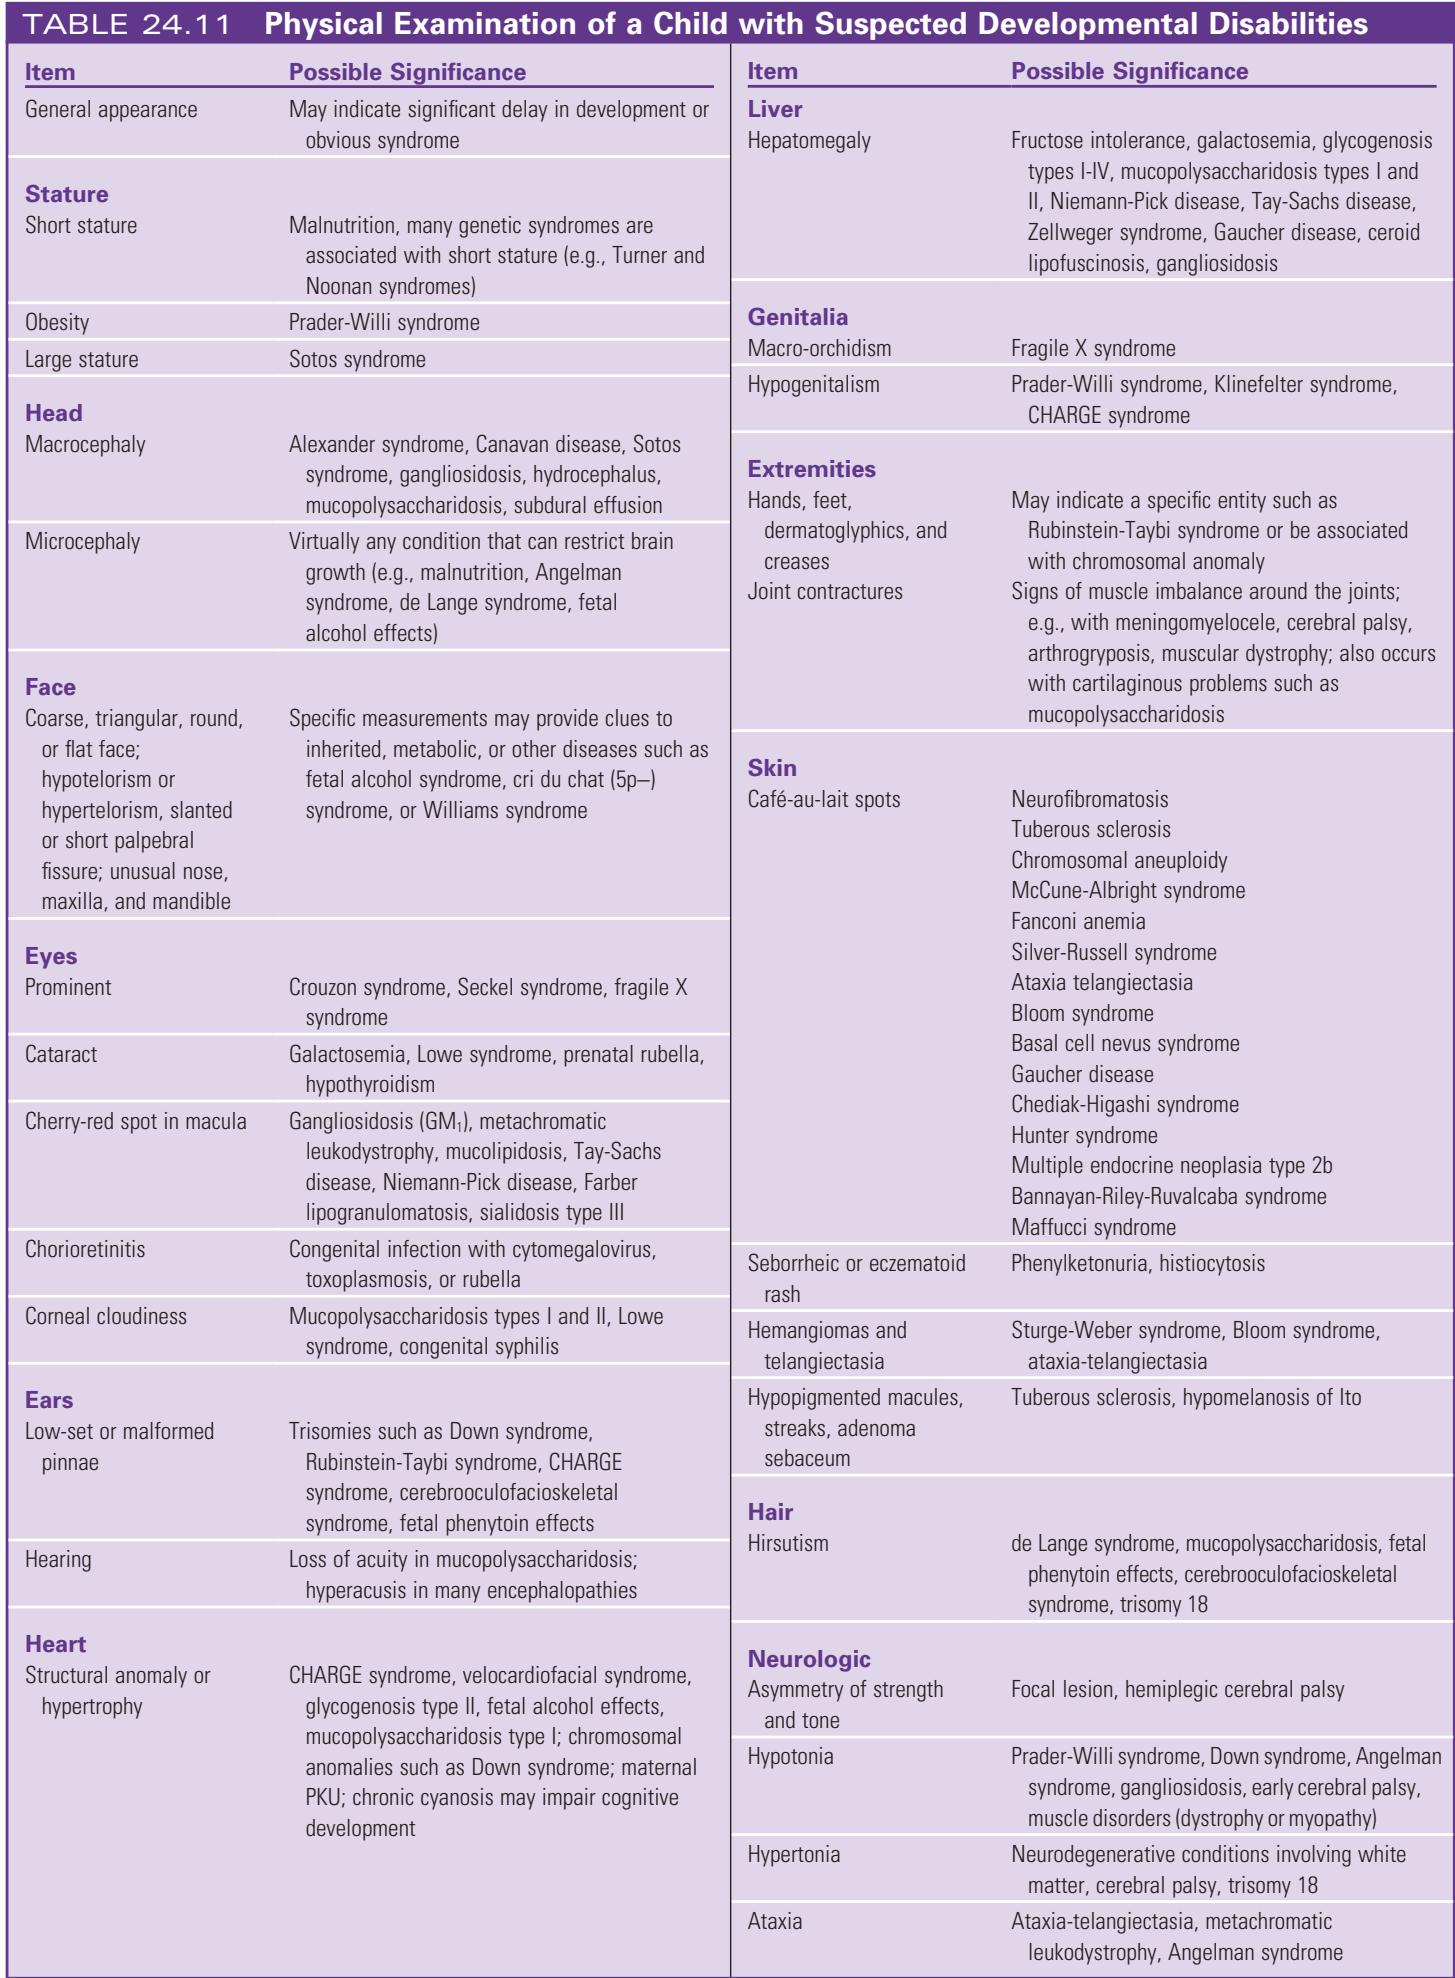 TABLE 24.11 Physical Examination of a Child with Suspected Developmental Disabilities
Item Possible Significance
General appearance May indicate significant delay in development or
obvious syndrome
Stature
Short stature Malnutrition, many genetic syndromes are
associated with short stature (e.g., Turner and
Noonan syndromes)
Obesity Prader-Willi syndrome
Large stature Sotos syndrome
Head
Macrocephaly Alexander syndrome, Canavan disease, Sotos
syndrome, gangliosidosis, hydrocephalus,
mucopolysaccharidosis, subdural effusion
Microcephaly Virtually any condition that can restrict brain
growth (e.g., malnutrition, Angelman
syndrome, de Lange syndrome, fetal
alcohol effects)
Face
Coarse, triangular, round, Specific measurements may provide clues to
or flat face; inherited, metabolic, or other diseases such as
hypotelorism or fetal alcohol syndrome, cri du chat (5p–)
hypertelorism, slanted syndrome, or Williams syndrome
or short palpebral
fissure; unusual nose,
maxilla, and mandible
Eyes
Prominent Crouzon syndrome, Seckel syndrome, fragile X
syndrome
Cataract Galactosemia, Lowe syndrome, prenatal rubella,
hypothyroidism
Cherry-red spot in macula Gangliosidosis (GM₁), metachromatic
leukodystrophy, mucolipidosis, Tay-Sachs
disease, Niemann-Pick disease, Farber
lipogranulomatosis, sialidosis type III
Chorioretinitis Congenital infection with cytomegalovirus,
toxoplasmosis, or rubella
Corneal cloudiness Mucopolysaccharidosis types I and II, Lowe
syndrome, congenital syphilis
Ears
Low-set or malformed Trisomies such as Down syndrome,
pinnae Rubinstein-Taybi syndrome, CHARGE
syndrome, cerebrooculofacioskeletal
syndrome, fetal phenytoin effects
Hearing Loss of acuity in mucopolysaccharidosis;
hyperacusis in many encephalopathies
Heart
Structural anomaly or CHARGE syndrome, velocardiofacial syndrome,
hypertrophy glycogenosis type II, fetal alcohol effects,
mucopolysaccharidosis type I; chromosomal
anomalies such as Down syndrome; maternal
PKU; chronic cyanosis may impair cognitive
development
Item Possible Significance
Liver
Hepatomegaly Fructose intolerance, galactosemia, glycogenosis
types I-IV, mucopolysaccharidosis types I and
II, Niemann-Pick disease, Tay-Sachs disease,
Zellweger syndrome, Gaucher disease, ceroid
lipofuscinosis, gangliosidosis
Genitalia
Macro-orchidism Fragile X syndrome
Hypogenitalism Prader-Willi syndrome, Klinefelter syndrome,
CHARGE syndrome
Extremities
Hands, feet, May indicate a specific entity such as
dermatoglyphics, and Rubinstein-Taybi syndrome or be associated
creases with chromosomal anomaly
Joint contractures Signs of muscle imbalance around the joints;
e.g., with meningomyelocele, cerebral palsy,
arthrogryposis, muscular dystrophy; also occurs
with cartilaginous problems such as
mucopolysaccharidosis
Skin
Café-au-lait spots Neurofibromatosis
Tuberous sclerosis
Chromosomal aneuploidy
McCune-Albright syndrome
Fanconi anemia
Silver-Russell syndrome
Ataxia telangiectasia
Bloom syndrome
Basal cell nevus syndrome
Gaucher disease
Chediak-Higashi syndrome
Hunter syndrome
Multiple endocrine neoplasia type 2b
Bannayan-Riley-Ruvalcaba syndrome
Maffucci syndrome
Seborrheic or eczematoid Phenylketonuria, histiocytosis
rash
Hemangiomas and Sturge-Weber syndrome, Bloom syndrome,
telangiectasia ataxia-telangiectasia
Hypopigmented macules, Tuberous sclerosis, hypomelanosis of Ito
streaks, adenoma
sebaceum
Hair
Hirsutism de Lange syndrome, mucopolysaccharidosis, fetal
phenytoin effects, cerebrooculofacioskeletal
syndrome, trisomy 18
Neurologic
Asymmetry of strength Focal lesion, hemiplegic cerebral palsy
and tone
Hypotonia Prader-Willi syndrome, Down syndrome, Angelman
syndrome, gangliosidosis, early cerebral palsy,
muscle disorders (dystrophy or myopathy)
Hypertonia Neurodegenerative conditions involving white
matter, cerebral palsy, trisomy 18
Ataxia Ataxia-telangiectasia, metachromatic
leukodystrophy, Angelman syndrome